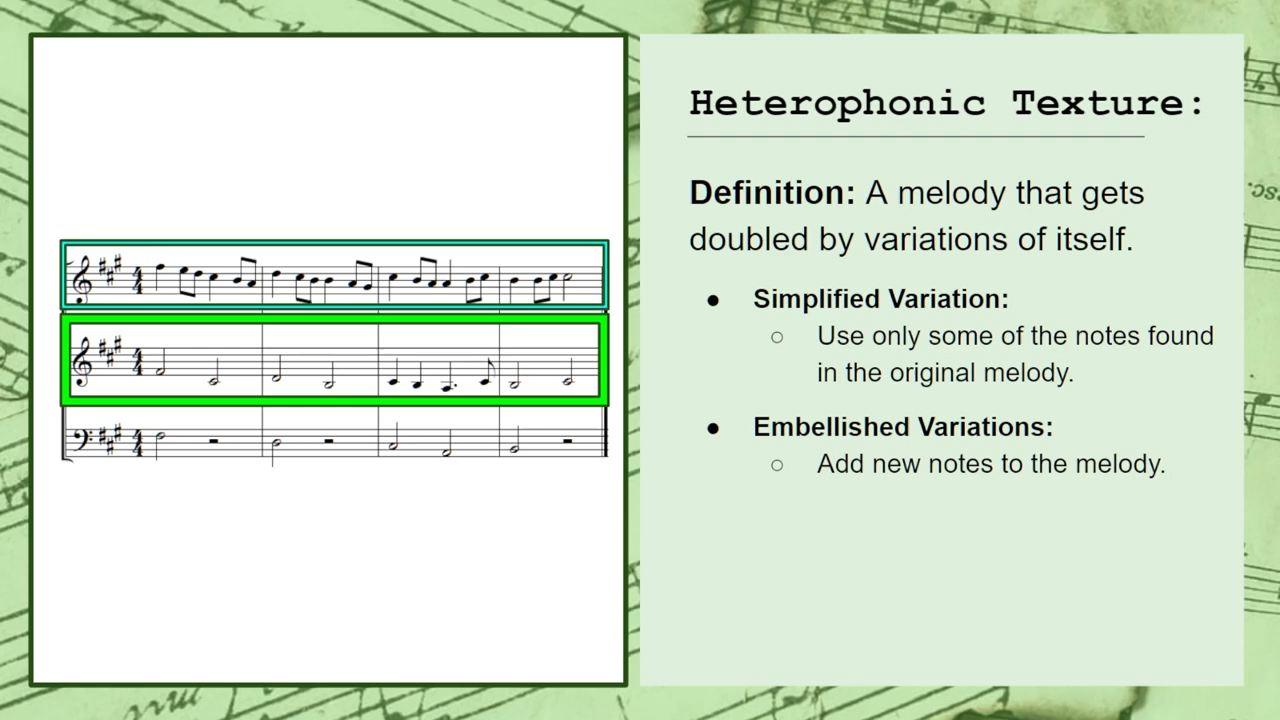 Heterophonic Texture:
Definition: A melody that gets
doubled by variations of itself.
● Simplified Variation:
○ Use only some of the notes found
in the original melody.
● Embellished Variations:
○ Add new notes to the melody.